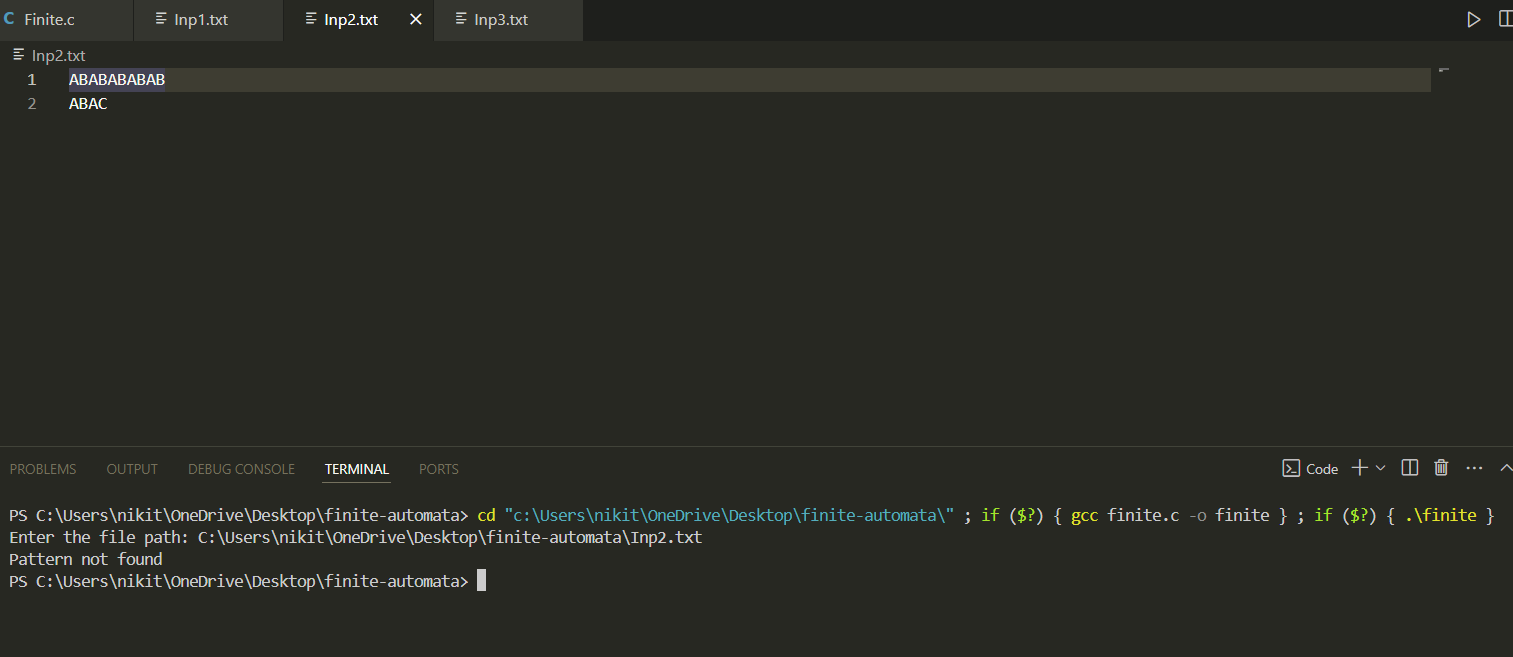 C Finite.c Inp1.txt Inp2.txt Inp3.txt
Inp2.txt
1 ABABABABAB
2 ABAC
PROBLEMS OUTPUT DEBUG CONSOLE TERMINAL PORTS Code
PS C:\Users\nikit\OneDrive\Desktop\finite-automata> cd "c:\Users\nikit\OneDrive\Desktop\finite-automata\" ; if ($?) { gcc finite.c -o finite } ; if ($?) { .\finite }
Enter the file path: C:\Users\nikit\OneDrive\Desktop\finite-automata\Inp2.txt
Pattern not found
PS C:\Users\nikit\OneDrive\Desktop\finite-automata>